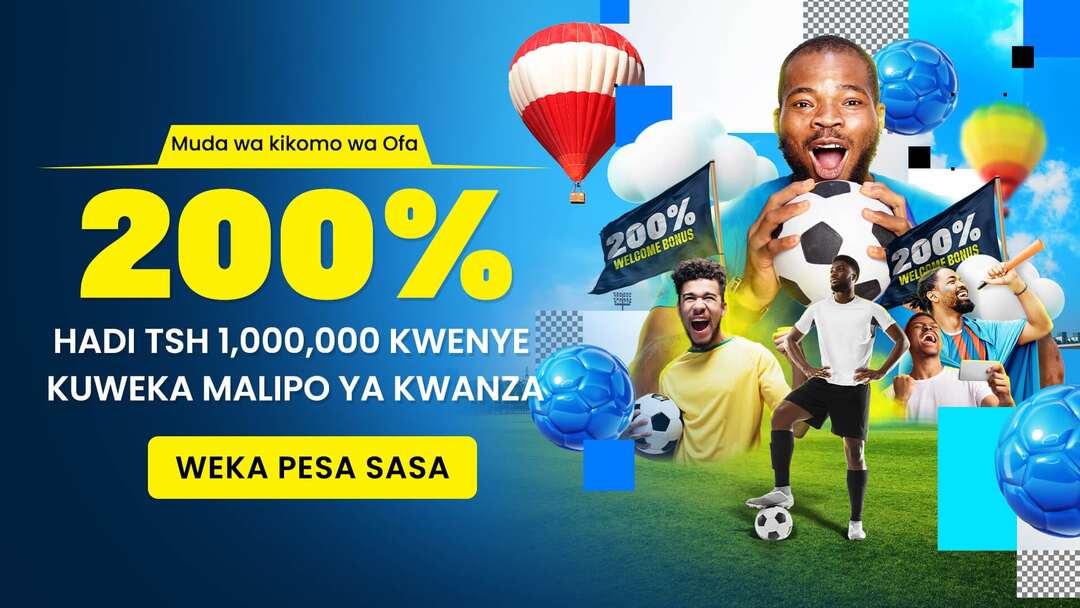 Muda wa kikomo wa Ofa
200%
HADI TSH 1,000,000 KWENYE
KUWEKA MALIPO YA KWANZA
WEKA PESA SASA
200%
WELCOME BONUS
200%
WELCOME BONUS